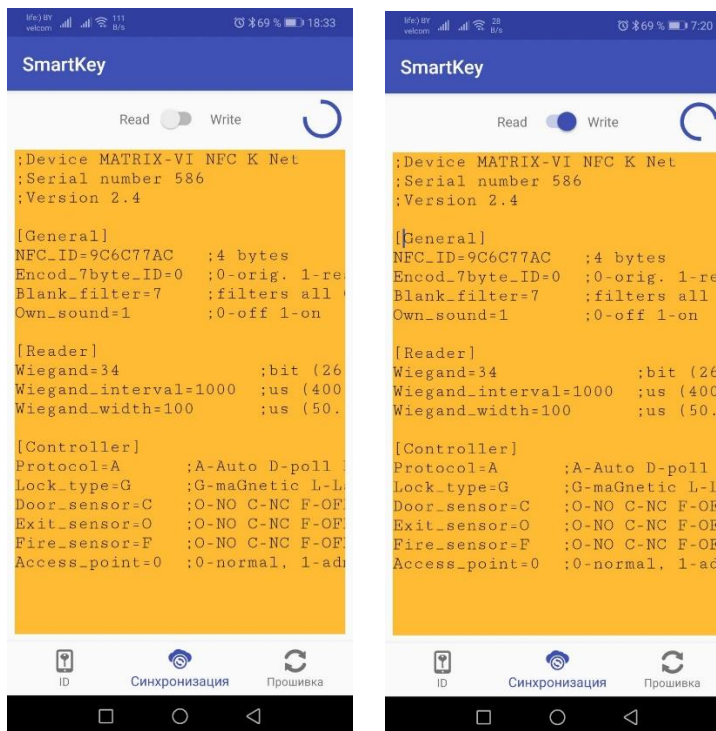 life:) BY
velcom
111
B/s
69 %
18:33
SmartKey
Read Write
;Device MATRIX-VI NFC K Net
;Serial number 586
;Version 2.4
[General]
NFC_ID=9C6C77AC ;4 bytes
Encod_7byte_ID=0 ;0-orig. 1-re
Blank_filter=7 ;filters all
Own_sound=1 ;0-off 1-on
[Reader]
Wiegand=34 ;bit (26
Wiegand_interval=1000 ;us (400
Wiegand_width=100 ;us (50.
[Controller]
Protocol=A ;A-Auto D-poll
Lock_type=G ;G-maGnetic L-L
Door_sensor=C ;O-NO C-NC F-OF
Exit_sensor=O ;O-NO C-NC F-OF
Fire_sensor=F ;O-NO C-NC F-OF
Access_point=0 ;0-normal, 1-ad
ID
Синхронизация
Прошивка
life:) BY
velcom
28
B/s
69 %
7:20
SmartKey
Read Write
;Device MATRIX-VI NFC K Net
;Serial number 586
;Version 2.4
[General]
NFC_ID=9C6C77AC ;4 bytes
Encod_7byte_ID=0 ;0-orig. 1-re
Blank_filter=7 ;filters all
Own_sound=1 ;0-off 1-on
[Reader]
Wiegand=34 ;bit (26
Wiegand_interval=1000 ;us (400
Wiegand_width=100 ;us (50.
[Controller]
Protocol=A ;A-Auto D-poll
Lock_type=G ;G-maGnetic L-L
Door_sensor=C ;O-NO C-NC F-OF
Exit_sensor=O ;O-NO C-NC F-OF
Fire_sensor=F ;O-NO C-NC F-OF
Access_point=0 ;0-normal, 1-ad
ID
Синхронизация
Прошивка